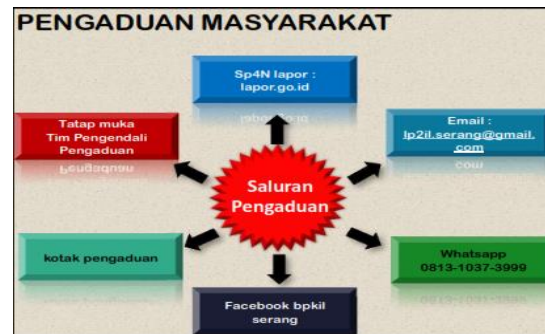 PENGADUAN MASYARAKAT
Sp4N lapor :
lapor.go.id
Tatap muka
Tim Pengendali
Pengaduan
Email :
lp2il.serang@gmail.
com
Saluran
Pengaduan
kotak pengaduan
Whatsapp
0813-1037-3999
Facebook bpkil
serang